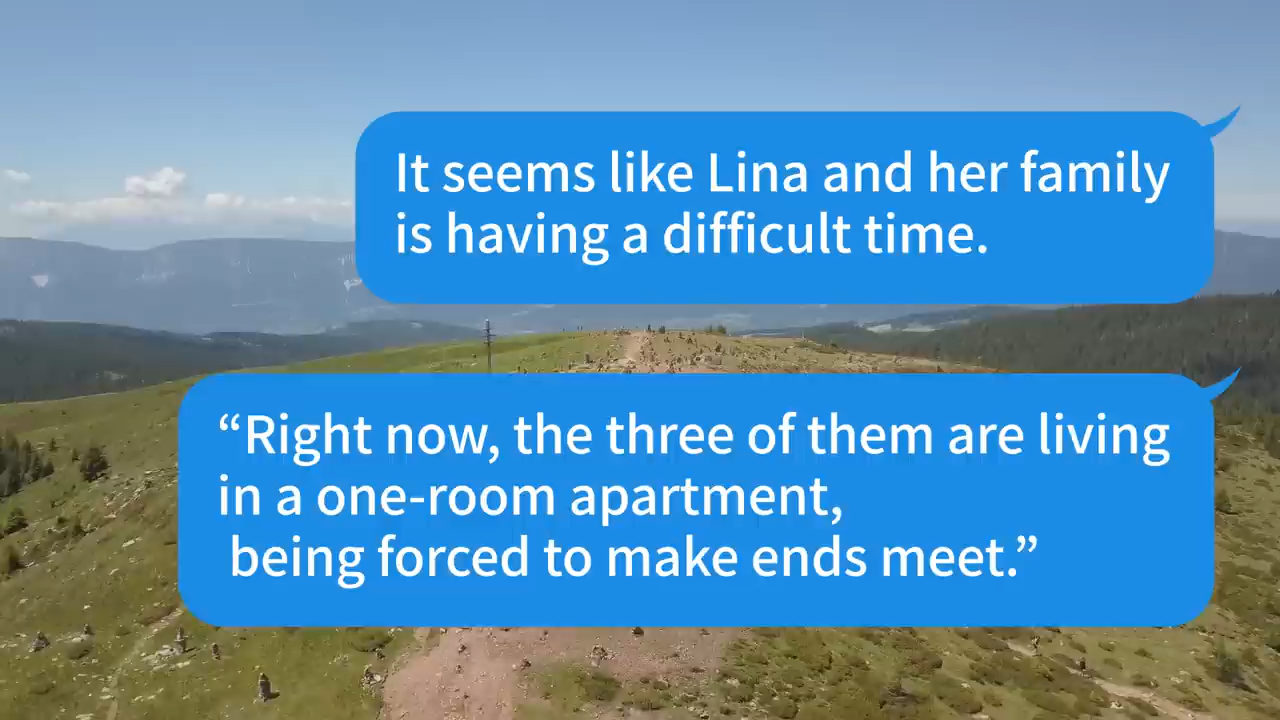 It seems like Lina and her family
is having a difficult time.
“Right now, the three of them are living
in a one-room apartment,
being forced to make ends meet.”